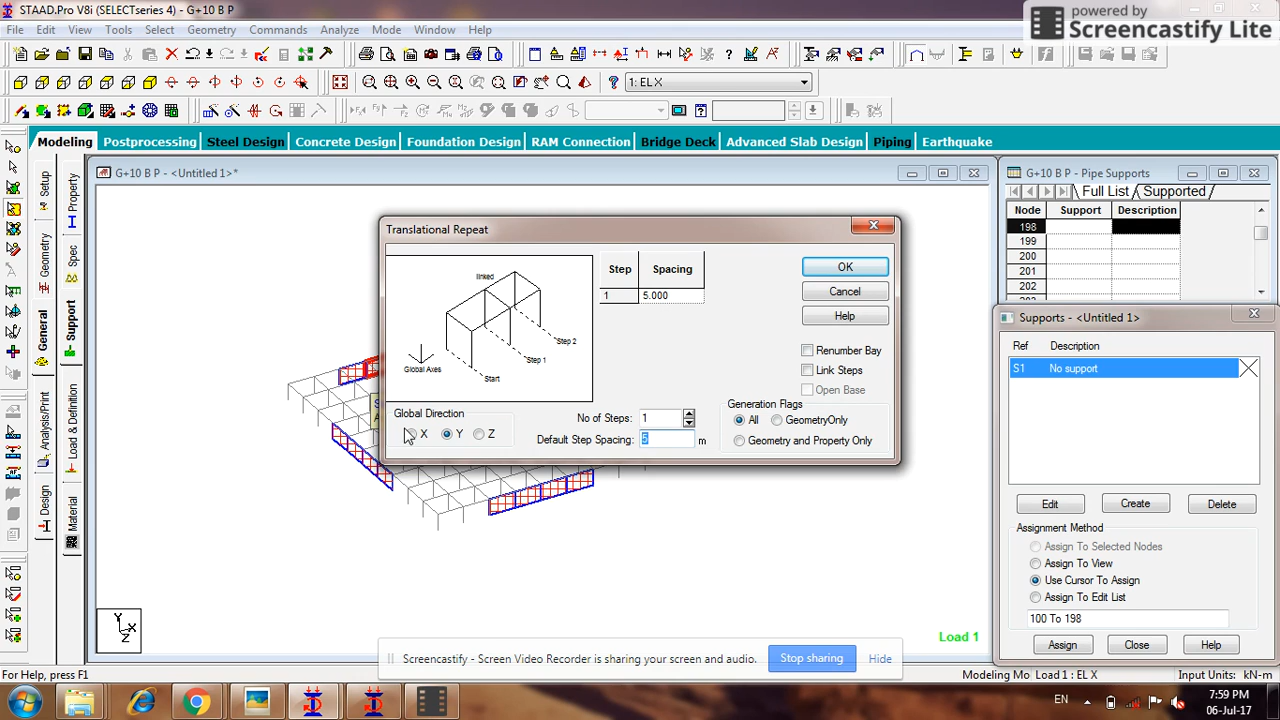 STAAD.Pro V8i (SELECTseries 4) - G+10 B P
powered by
Screencastify Lite
File Edit View Tools Select Geometry Commands Analyze Mode Window Help
1: EL X
Modeling Postprocessing Steel Design Concrete Design Foundation Design RAM Connection Bridge Deck Advanced Slab Design Piping Earthquake
Setup
Geometry
General
Analysis/Print
Design
Property
Spec
Support
Load & Definition
Material
G+10 B P - <Untitled 1>*
Translational Repeat
linked
Step 2
Step 1
Start
Global Axes
Step Spacing
1 5.000
OK
Cancel
Help
Renumber Bay
Link Steps
Open Base
Global Direction
X Y Z
No of Steps: 1
Default Step Spacing: 5 m
Generation Flags
All GeometryOnly
Geometry and Property Only
G+10 B P - Pipe Supports
Full List Supported
Node Support Description
198
199
200
201
202
Supports - <Untitled 1>
Ref Description
S1 No support
Edit Create Delete
Assignment Method
Assign To Selected Nodes
Assign To View
Use Cursor To Assign
Assign To Edit List
100 To 198
Assign Close Help
Y
X
Z
Load 1
Screencastify - Screen Video Recorder is sharing your screen and audio. Stop sharing Hide
For Help, press F1
Modeling Mo Load 1 : EL X Input Units: kN-m
EN
7:59 PM
06-Jul-17